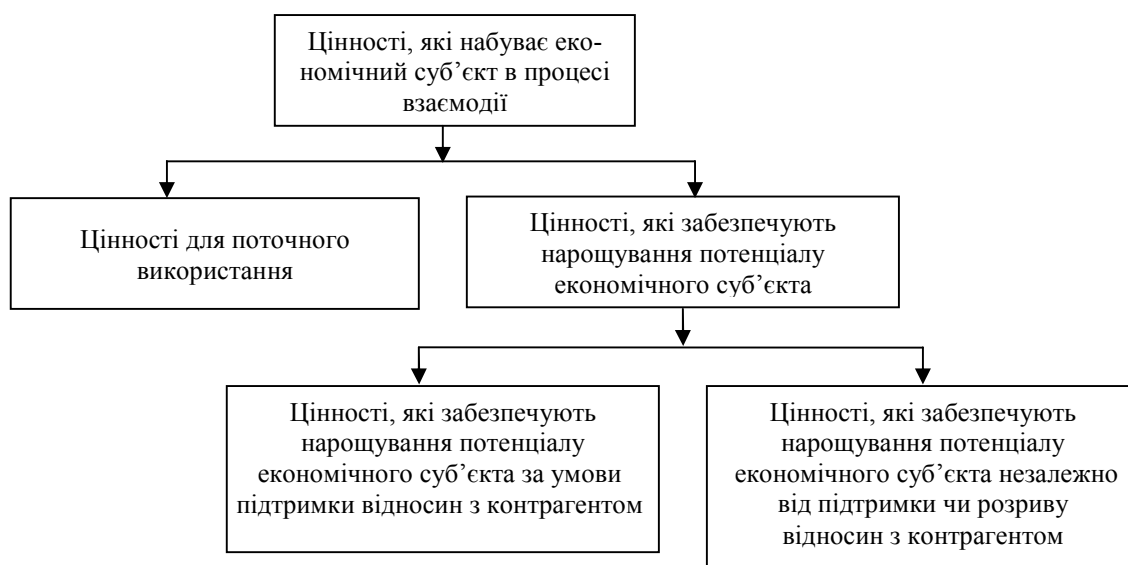 Цінності, які набуває еко-
номічний суб’єкт в процесі
взаємодії
Цінності для поточного
використання
Цінності, які забезпечують
нарощування потенціалу
економічного суб’єкта
Цінності, які забезпечують
нарощування потенціалу
економічного суб’єкта за умови
підтримки відносин з контрагентом
Цінності, які забезпечують
нарощування потенціалу
економічного суб’єкта незалежно
від підтримки чи розриву
відносин з контрагентом